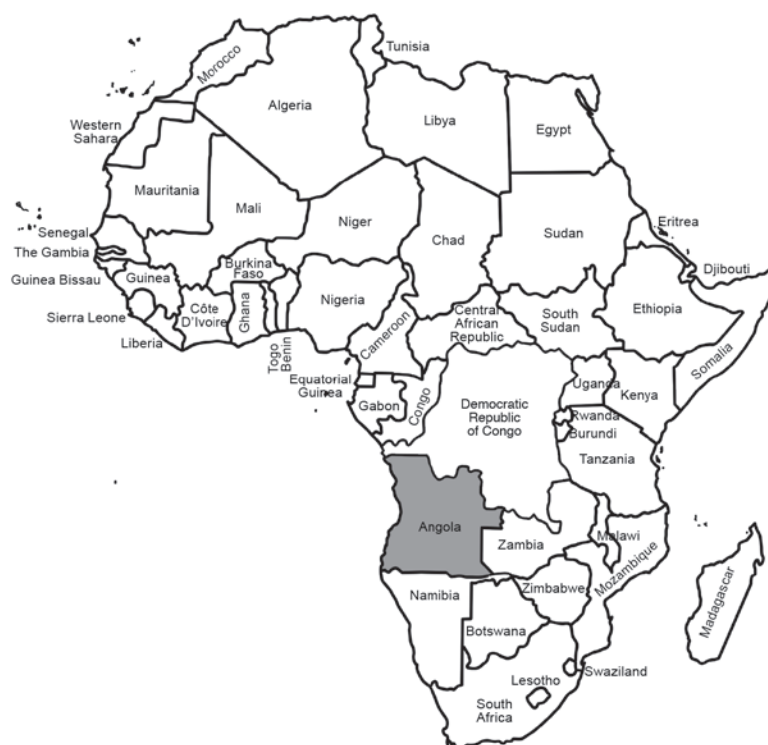 Tunisia
Morocco
Algeria
Libya
Egypt
Western
Sahara
Mauritania
Mali
Niger
Chad
Sudan
Eritrea
Senegal
The Gambia
Guinea Bissau
Guinea
Burkina
Faso
Nigeria
Djibouti
Sierra Leone
Côte
D'Ivoire
Ghana
Liberia
Togo
Benin
Cameroon
Central
African
Republic
South
Sudan
Ethiopia
Somalia
Equatorial
Guinea
Gabon
Congo
Democratic
Republic
of Congo
Uganda
Kenya
Rwanda
Burundi
Tanzania
Angola
Zambia
Malawi
Mozambique
Madagascar
Namibia
Zimbabwe
Botswana
Swaziland
Lesotho
South
Africa